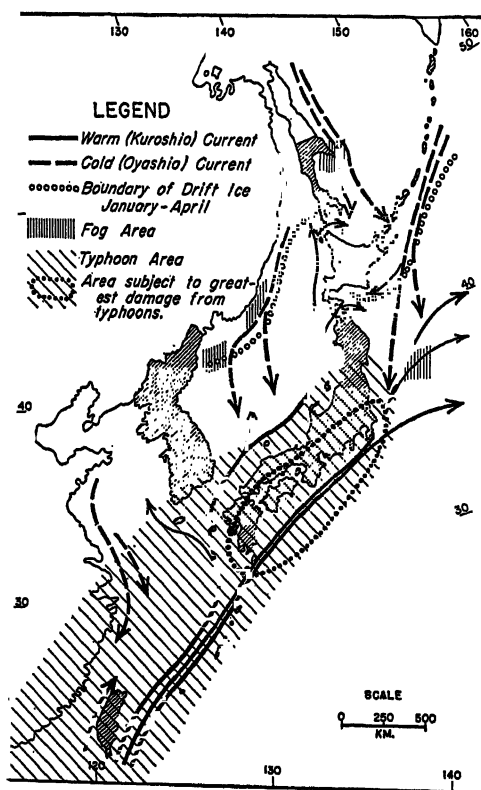 130 140 150 160
50
LEGEND
Warm (Kuroshio) Current
Cold (Oyashio) Current
Boundary of Drift Ice
January-April
Fog Area
Typhoon Area
Area subject to great-
est damage from
typhoons.
40
40
30
30
SCALE
0 250 500
KM.
120 130 140